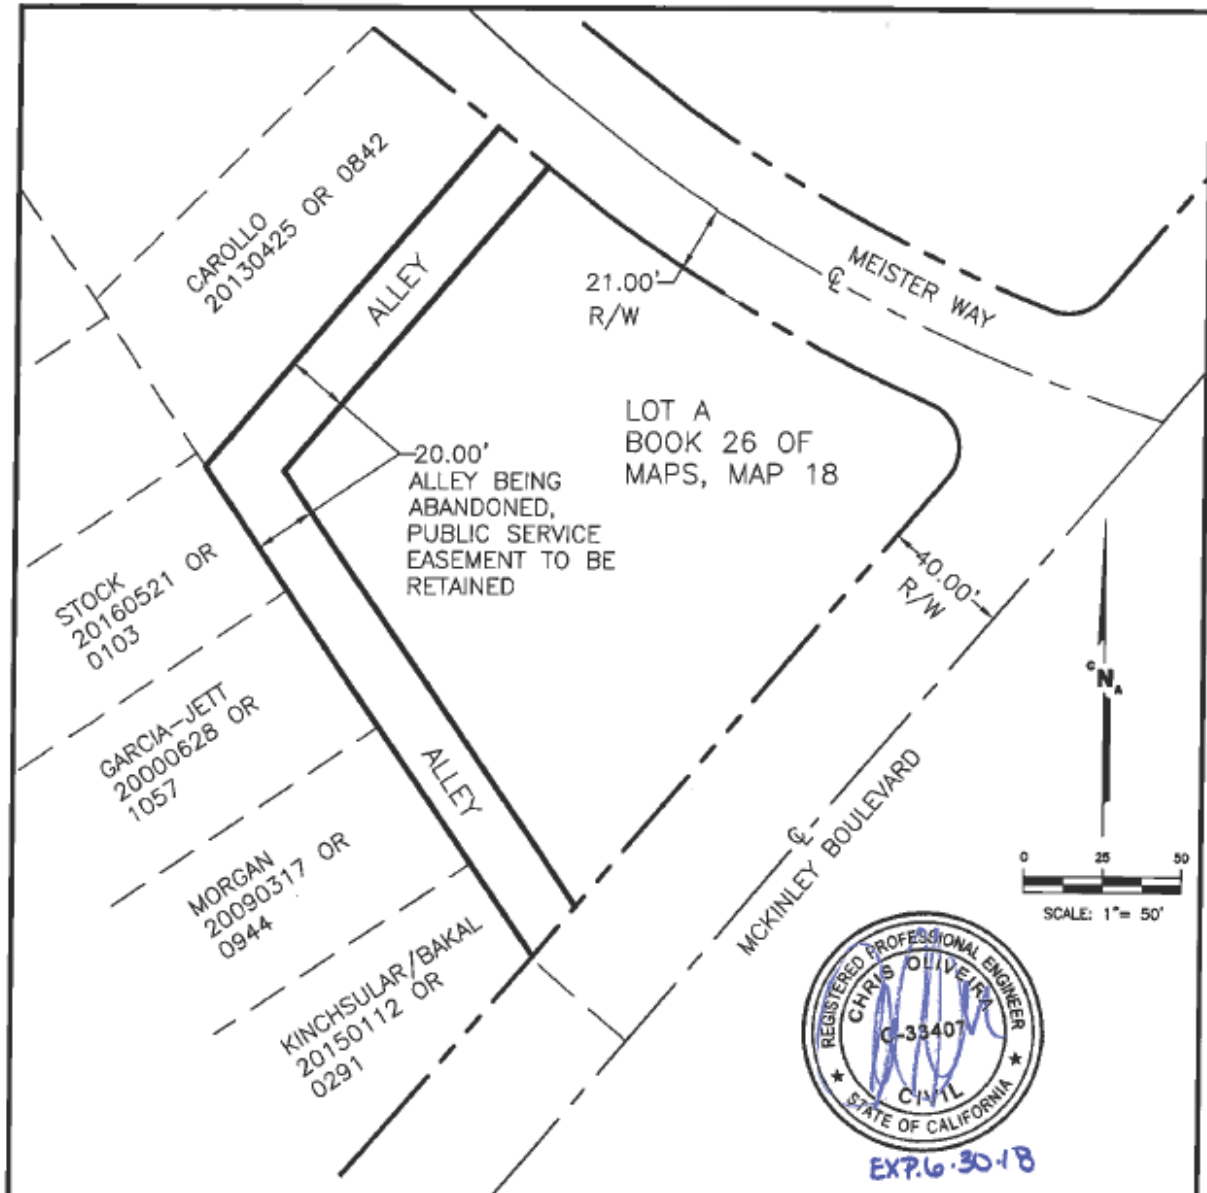 CAROLLO
20130425 OR 0842
ALLEY
21.00'
R/W
℄
MEISTER WAY
LOT A
BOOK 26 OF
MAPS, MAP 18
20.00'
ALLEY BEING
ABANDONED,
PUBLIC SERVICE
EASEMENT TO BE
RETAINED
STOCK
20160521 OR
0103
40.00'
R/W
GARCIA-JETT
20000628 OR
1057
ALLEY
MORGAN
20090317 OR
0944
℄
MCKINLEY BOULEVARD
KINCHSULAR/BAKAL
20150112 OR
0291
C N A
0 25 50
SCALE: 1"= 50'
REGISTERED PROFESSIONAL ENGINEER
CHRIS OLIVEIRA
C-33407
CIVIL
STATE OF CALIFORNIA
EXP. 6-30-18